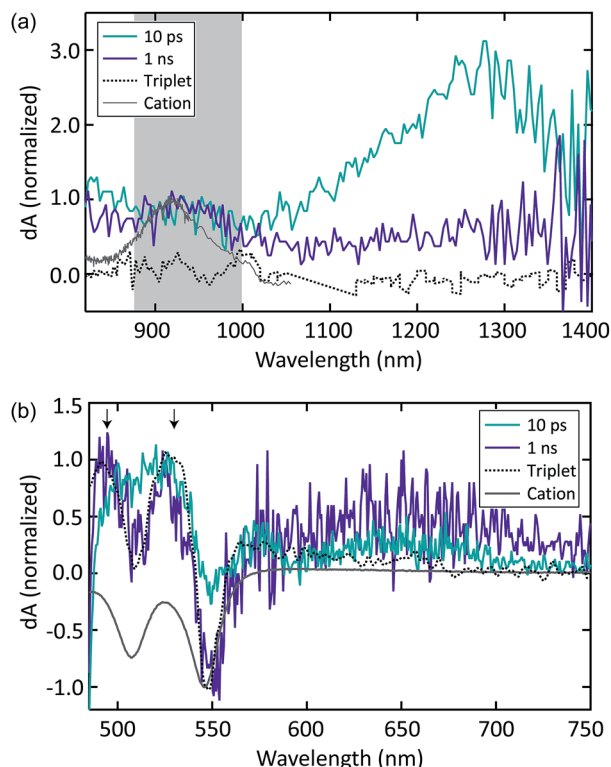 (a)
dA (normalized)
3.0
2.0
1.0
0.0
10 ps
1 ns
Triplet
Cation
900
1000
1100
1200
1300
1400
Wavelength (nm)
(b)
dA (normalized)
1.5
1.0
0.5
0.0
-0.5
-1.0
10 ps
1 ns
Triplet
Cation
500
550
600
650
700
750
Wavelength (nm)